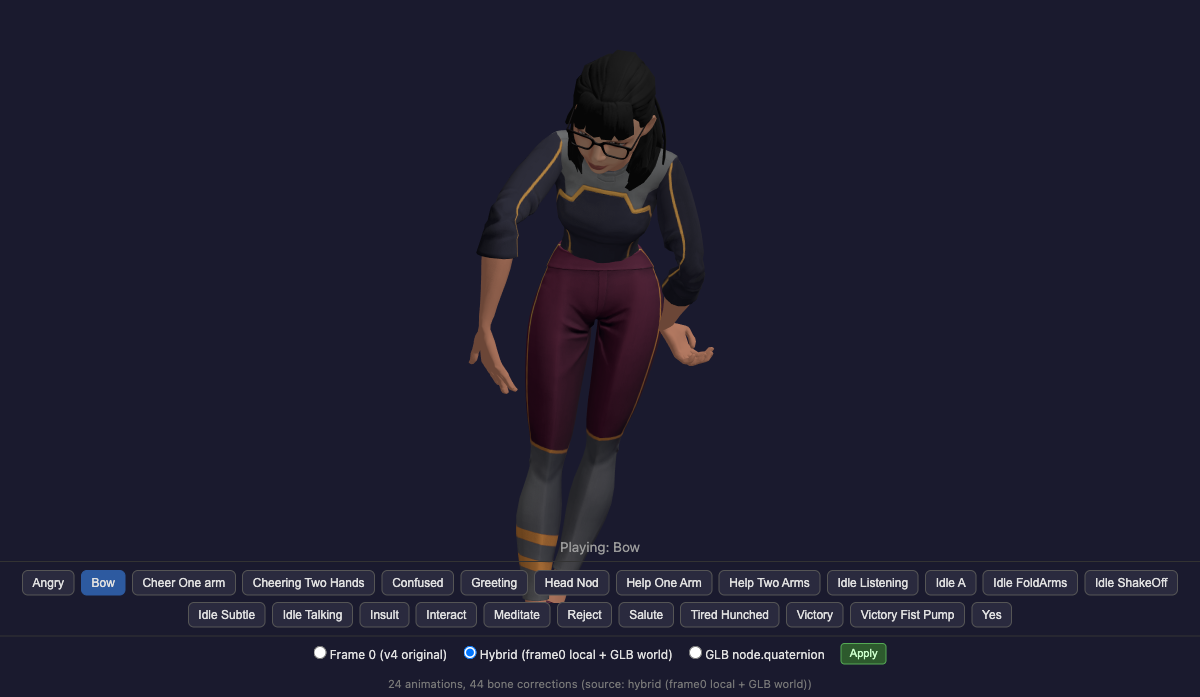 Playing: Bow
Angry Bow Cheer One arm Cheering Two Hands Confused Greeting Head Nod Help One Arm Help Two Arms Idle Listening Idle A Idle FoldArms Idle ShakeOff
Idle Subtle Idle Talking Insult Interact Meditate Reject Salute Tired Hunched Victory Victory Fist Pump Yes
Frame 0 (v4 original) Hybrid (frame0 local + GLB world) GLB node.quaternion Apply
24 animations, 44 bone corrections (source: hybrid (frame0 local + GLB world))